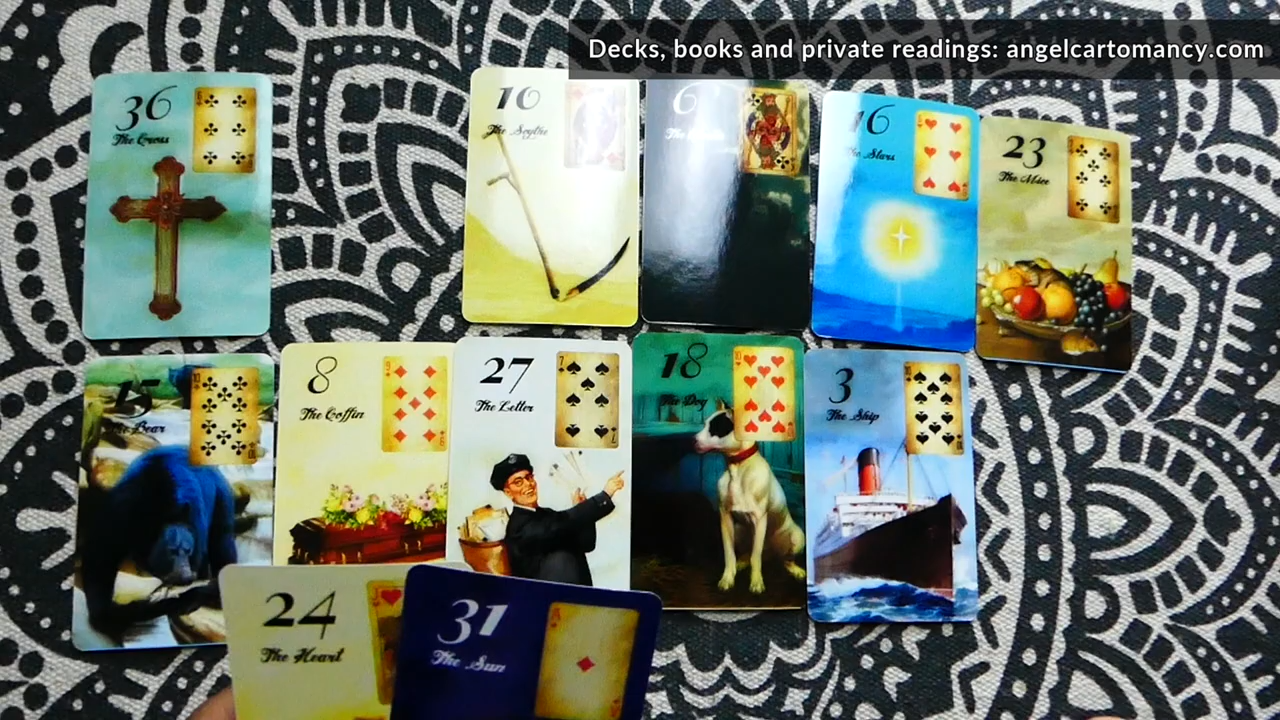 Decks, books and private readings: angelcartomancy.com
36
The Cross
10
The Scythe
6
The
16
The Stars
23
The Mice
15
The Bear
8
The Coffin
27
The Letter
7
18
The Dog
3
The Ship
24
The Heart
31
The Sun